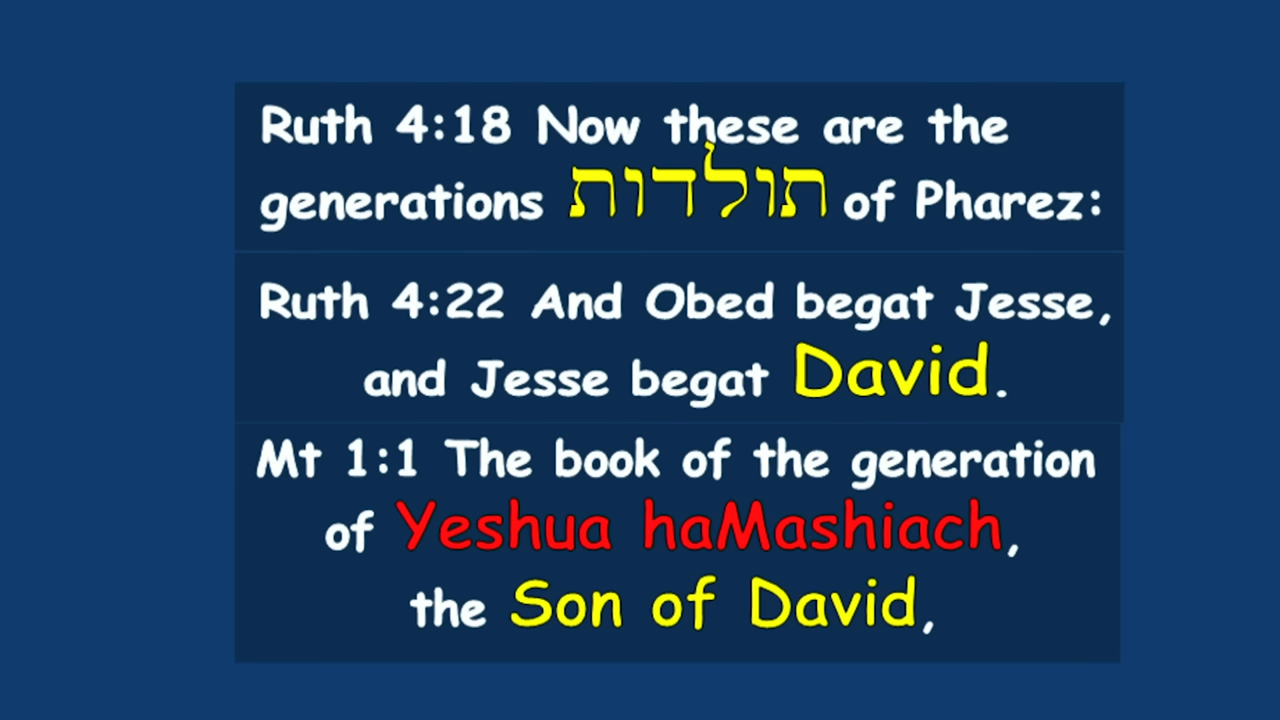 Ruth 4:18 Now these are the
generations תולדות of Pharez:
Ruth 4:22 And Obed begat Jesse,
and Jesse begat David.
Mt 1:1 The book of the generation
of Yeshua haMashiach,
the Son of David,